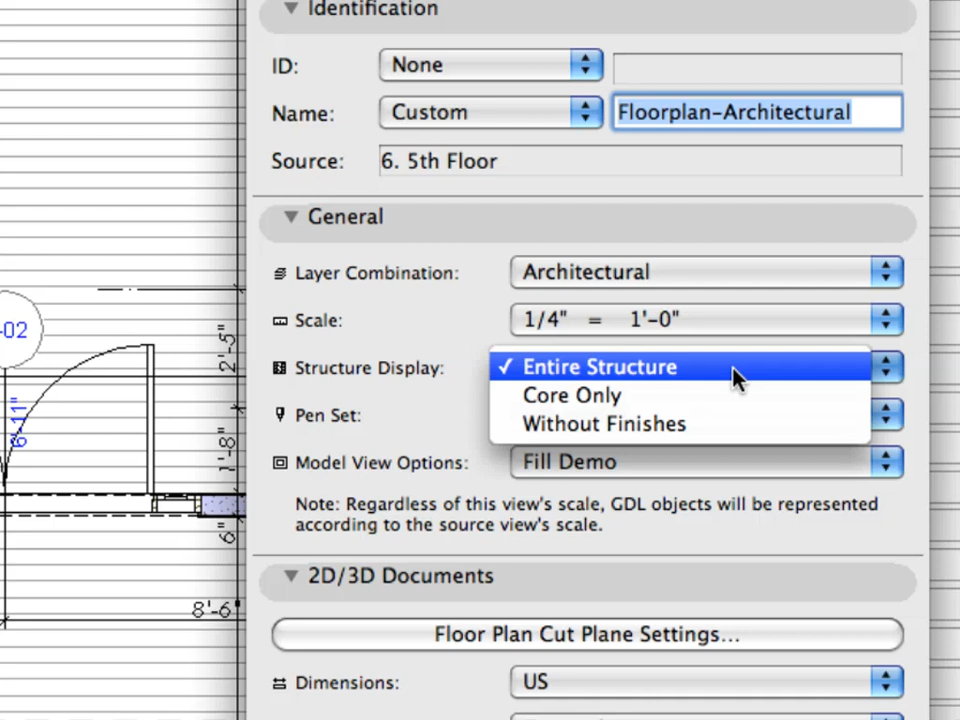 Identification
ID: None
Name: Custom Floorplan-Architectural
Source: 6. 5th Floor
General
Layer Combination: Architectural
Scale: 1/4" = 1'-0"
Structure Display: ✓ Entire Structure
Core Only
Pen Set:
Without Finishes
Model View Options: Fill Demo
Note: Regardless of this view's scale, GDL objects will be represented
according to the source view's scale.
2D/3D Documents
Floor Plan Cut Plane Settings...
Dimensions: US
-02
2'-5"
6'-11"
1'-8"
6"
8'-6"